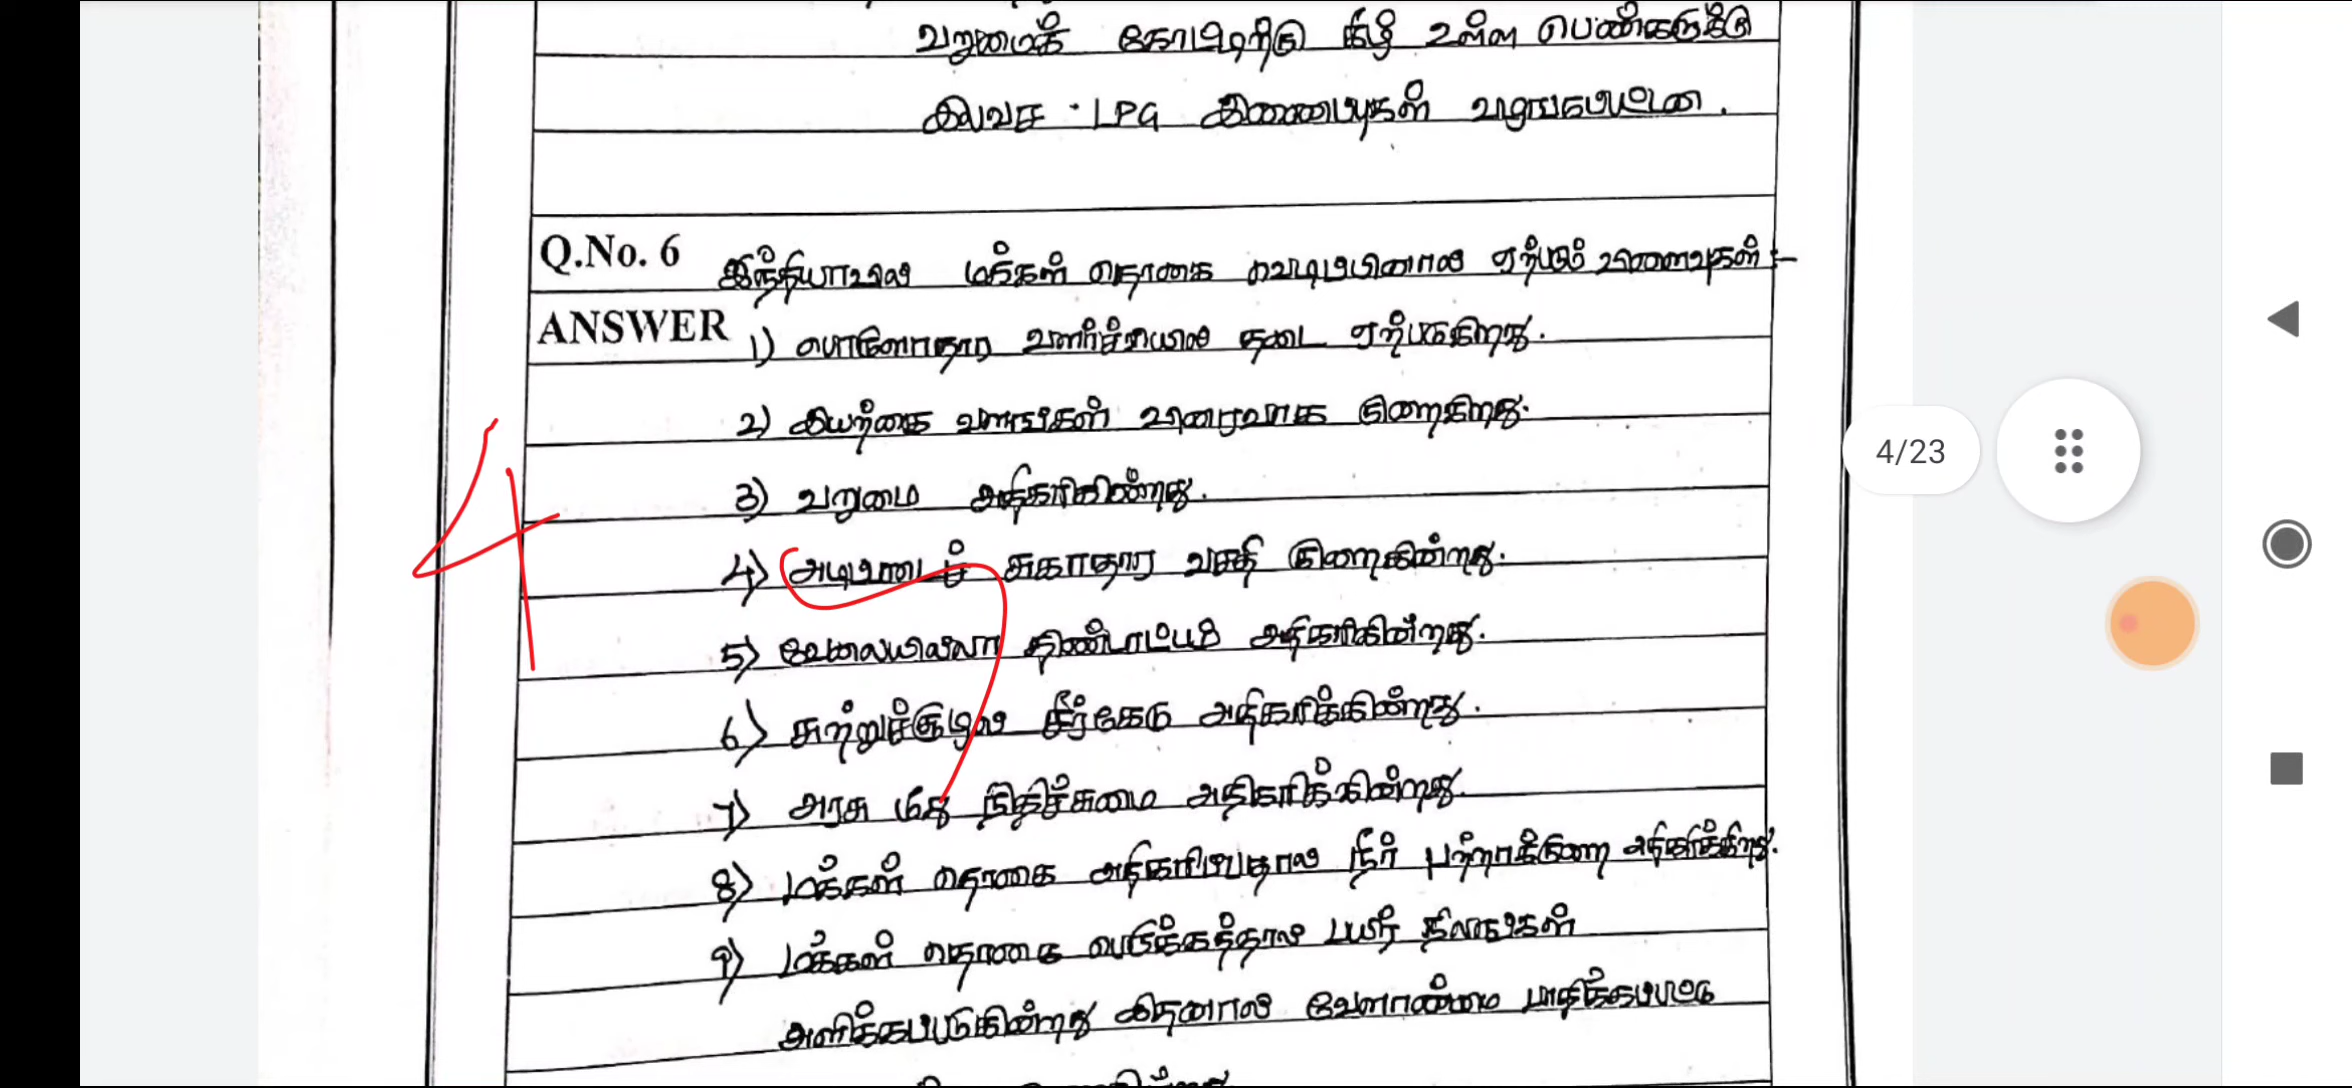 வறுமைக் கோட்டிற்கு கீழ் உள்ள பெண்களுக்கு
இலவச LPG இணைப்புகள் வழங்கப்பட்டன.
Q.No. 6 இந்தியாவில் மக்கள் தொகை வெடிப்பினால் ஏற்படும் விளைவுகள் :-
ANSWER 1) பொருளாதார வளர்ச்சியில் தடை ஏற்படுகிறது.
2) இயற்கை வளங்கள் விரைவாக குறைகிறது.
3) வறுமை அதிகரிகின்றது.
4) அடிப்படைச் சுகாதார வசதி குறைகின்றது.
4
5) வேலையில்லா திண்டாட்டம் அதிகரிகின்றது.
6) சுற்றுச்சூழல் சீர்கேடு அதிகரிக்கின்றது.
7) அரசு மீது நிதிச்சுமை அதிகரிக்கின்றது.
8) மக்கள் தொகை அதிகரிப்பதால் நீர் பற்றாக்குறை அதிகரிக்கிறது.
9) மக்கள் தொகை பெருக்கத்தால் பயிர் நிலங்கள்
அளிக்கப்படுகின்றது இதனால் வேளாண்மை பாதிக்கப்பட்டு
4/23